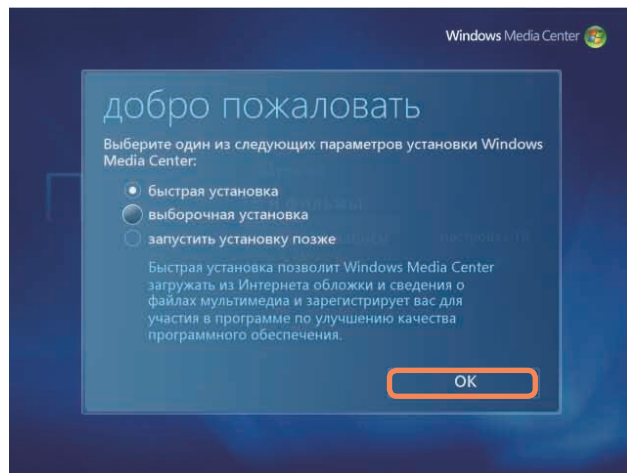 Windows Media Center
добро пожаловать
Выберите один из следующих параметров установки Windows
Media Center:
быстрая установка
выборочная установка
запустить установку позже
Быстрая установка позволит Windows Media Center
загружать из Интернета обложки и сведения о
файлах мультимедиа и зарегистрирует вас для
участия в программе по улучшению качества
программного обеспечения.
ОК